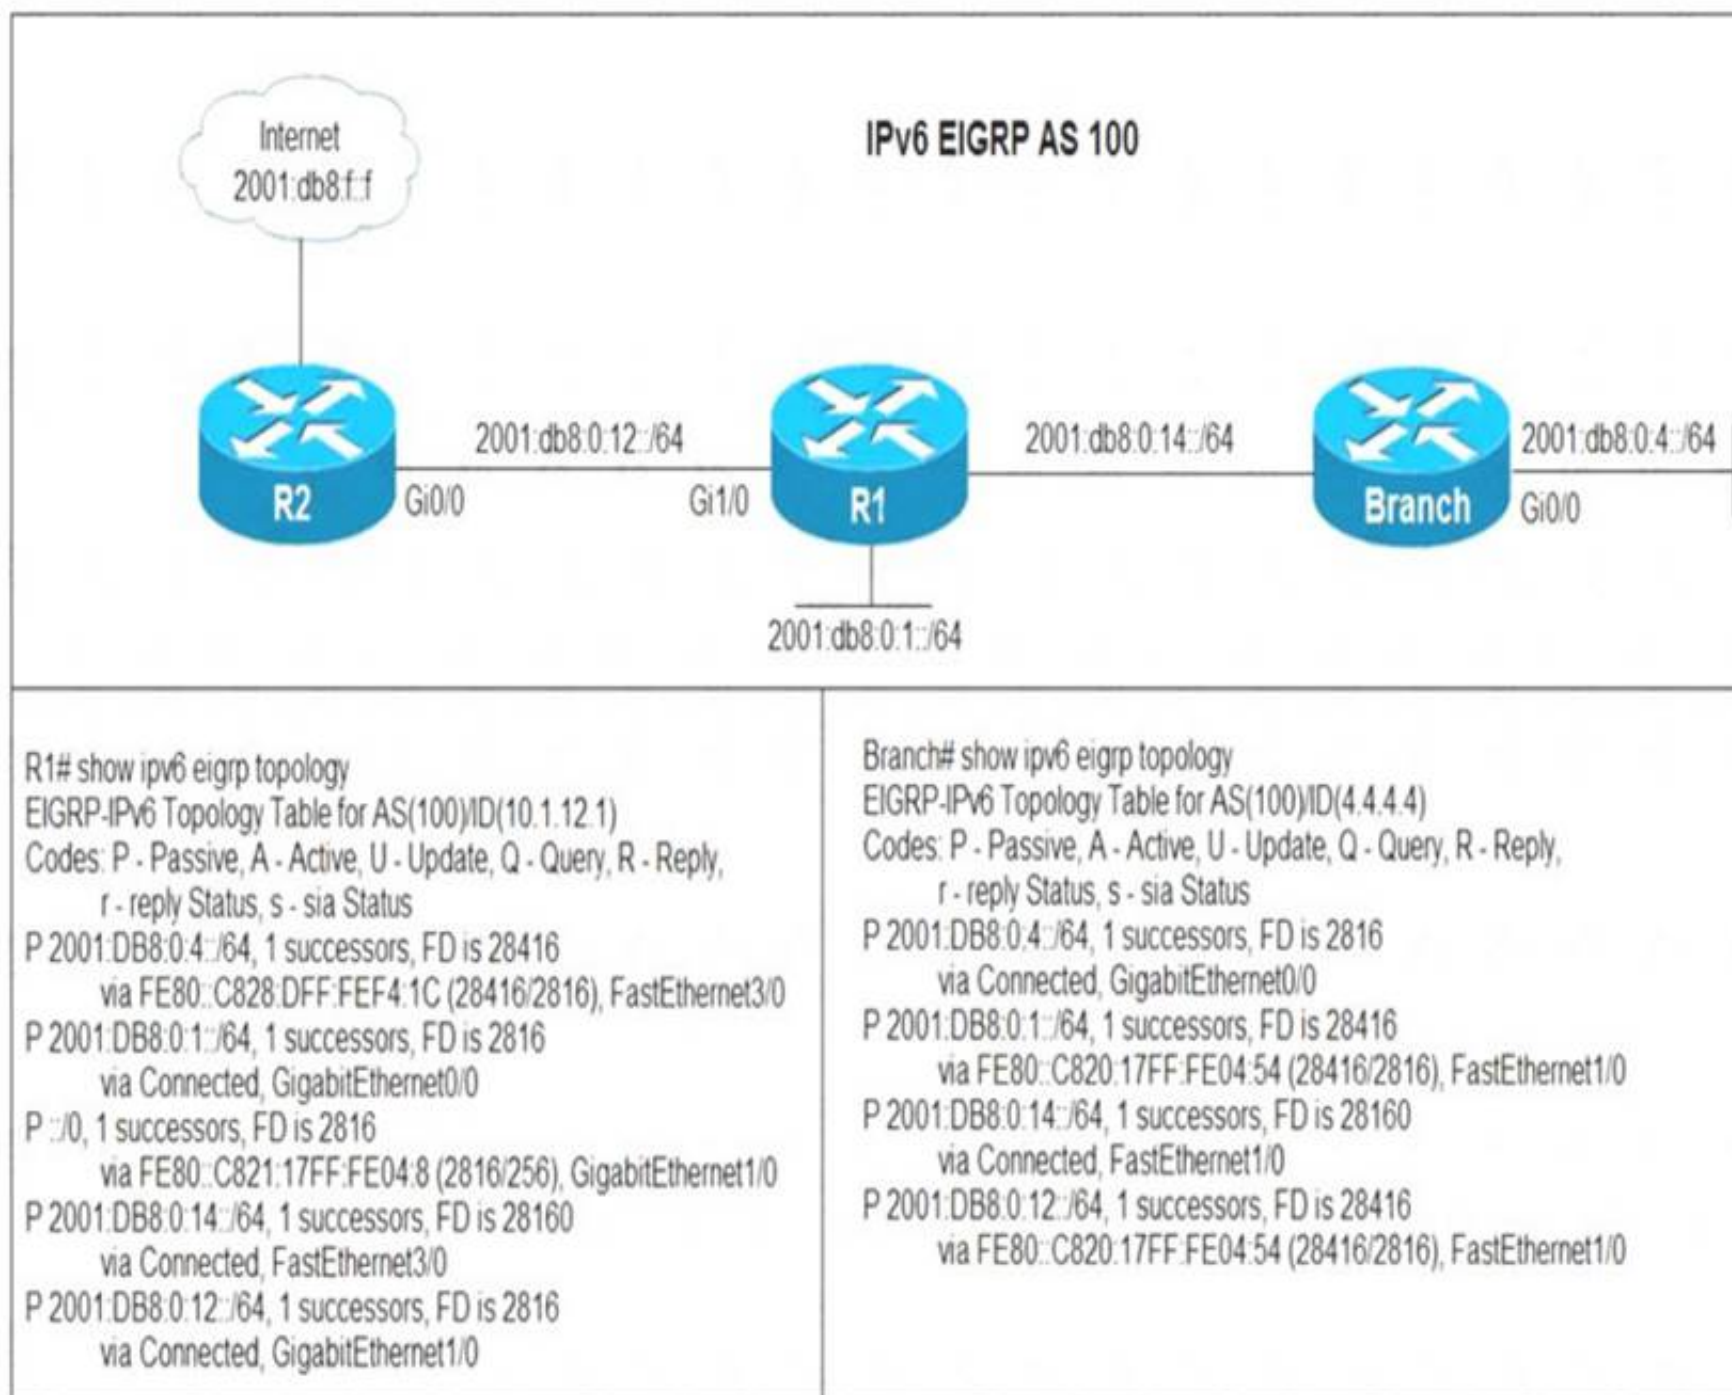 Internet
2001:db8:f::f
IPv6 EIGRP AS 100
2001:db8:0:12::/64
2001:db8:0:14::/64
2001:db8:0:4::/64
R2
Gi0/0
Gi1/0
R1
Branch
Gi0/0
2001:db8:0:1::/64
R1# show ipv6 eigrp topology
EIGRP-IPv6 Topology Table for AS(100)/ID(10.1.12.1)
Codes: P - Passive, A - Active, U - Update, Q - Query, R - Reply,
r - reply Status, s - sia Status
P 2001:DB8:0:4::/64, 1 successors, FD is 28416
via FE80::C828:DFF:FEF4:1C (28416/2816), FastEthernet3/0
P 2001:DB8:0:1::/64, 1 successors, FD is 2816
via Connected, GigabitEthernet0/0
P ::/0, 1 successors, FD is 2816
via FE80::C821:17FF:FE04:8 (2816/256), GigabitEthernet1/0
P 2001:DB8:0:14::/64, 1 successors, FD is 28160
via Connected, FastEthernet3/0
P 2001:DB8:0:12::/64, 1 successors, FD is 2816
via Connected, GigabitEthernet1/0
Branch# show ipv6 eigrp topology
EIGRP-IPv6 Topology Table for AS(100)/ID(4.4.4.4)
Codes: P - Passive, A - Active, U - Update, Q - Query, R - Reply,
r - reply Status, s - sia Status
P 2001:DB8:0:4::/64, 1 successors, FD is 2816
via Connected, GigabitEthernet0/0
P 2001:DB8:0:1::/64, 1 successors, FD is 28416
via FE80::C820:17FF:FE04:54 (28416/2816), FastEthernet1/0
P 2001:DB8:0:14::/64, 1 successors, FD is 28160
via Connected, FastEthernet1/0
P 2001:DB8:0:12::/64, 1 successors, FD is 28416
via FE80::C820:17FF:FE04:54 (28416/2816), FastEthernet1/0